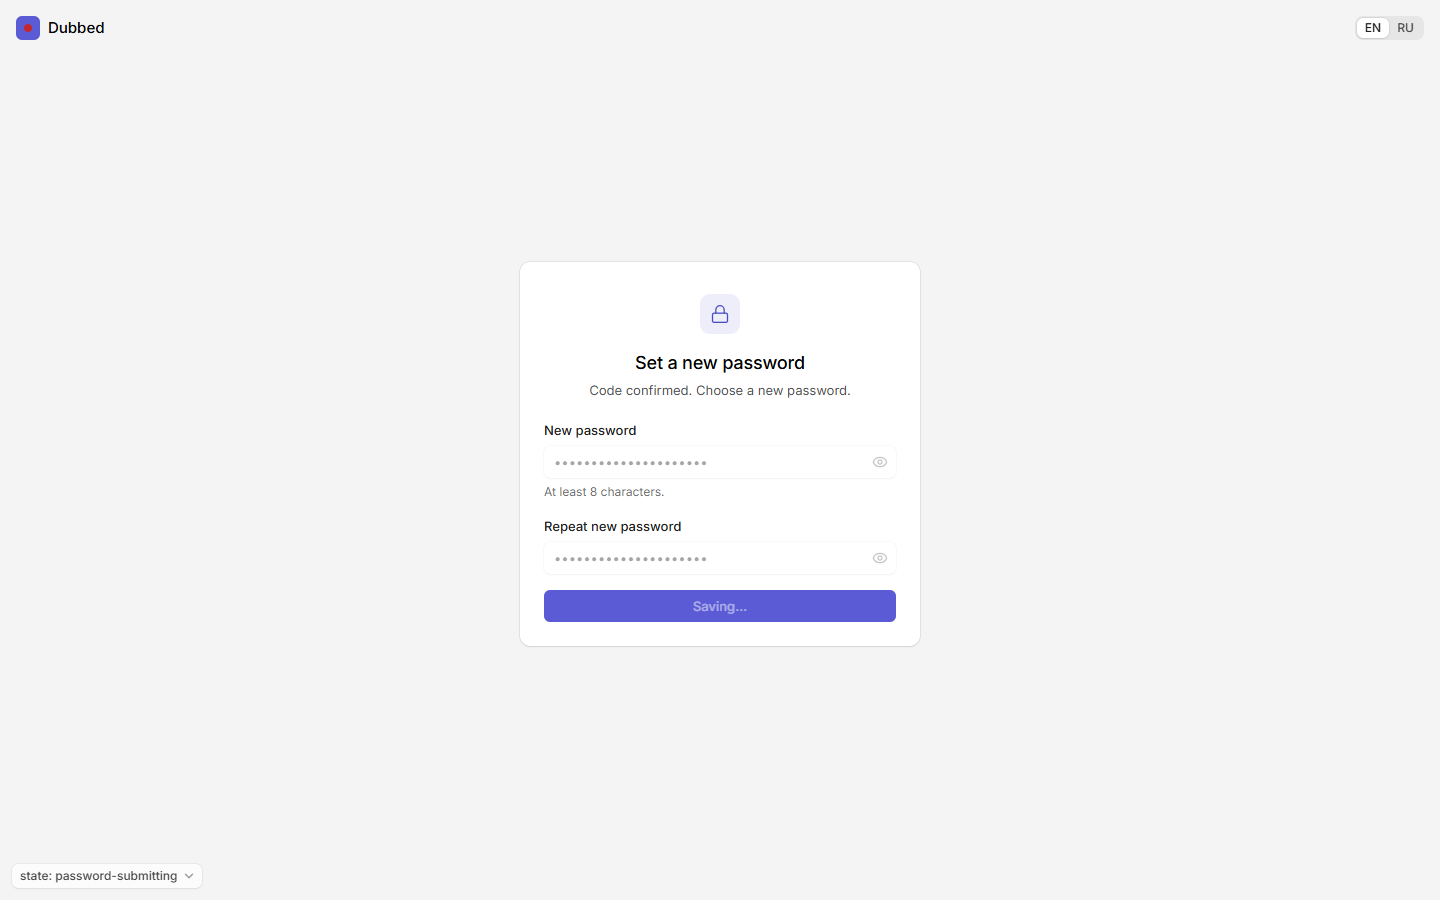 Dubbed
EN RU
Set a new password
Code confirmed. Choose a new password.
New password
••••••••••••••••••••
At least 8 characters.
Repeat new password
••••••••••••••••••••
Saving...
state: password-submitting